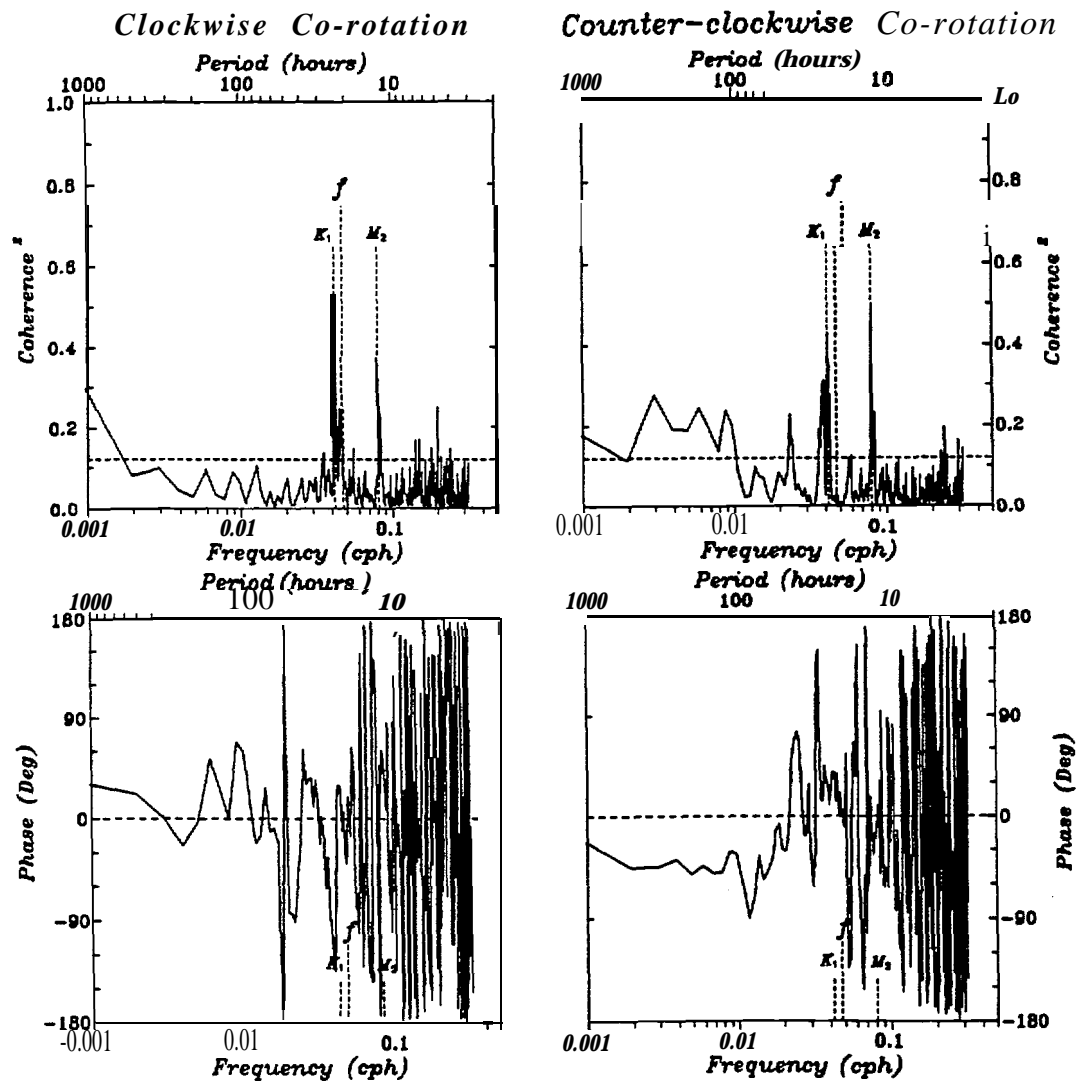 Clockwise Co-rotation
Period (hours)
1000 100 10
1.0
0.8
0.6
0.4
0.2
0.0
Coherence²
f
K₁
M₂
0.001 0.01 0.1
Frequency (cph)
Counter-clockwise Co-rotation
Period (hours)
1000 100 10
Lo
0.8
i
0.6
0.4
0.2
0.0
Coherence²
f
K₁
M₂
0.001 0.01 0.1
Frequency (cph)
Period (hours)
1000 100 10
180
90
0
-90
-180
Phase (Deg)
f
K₁
M₂
-0.001 0.01 0.1
Frequency (cph)
Period (hours)
1000 100 10
180
90
0
-90
-180
Phase (Deg)
f
K₁
M₂
0.001 0.01 0.1
Frequency (cph)